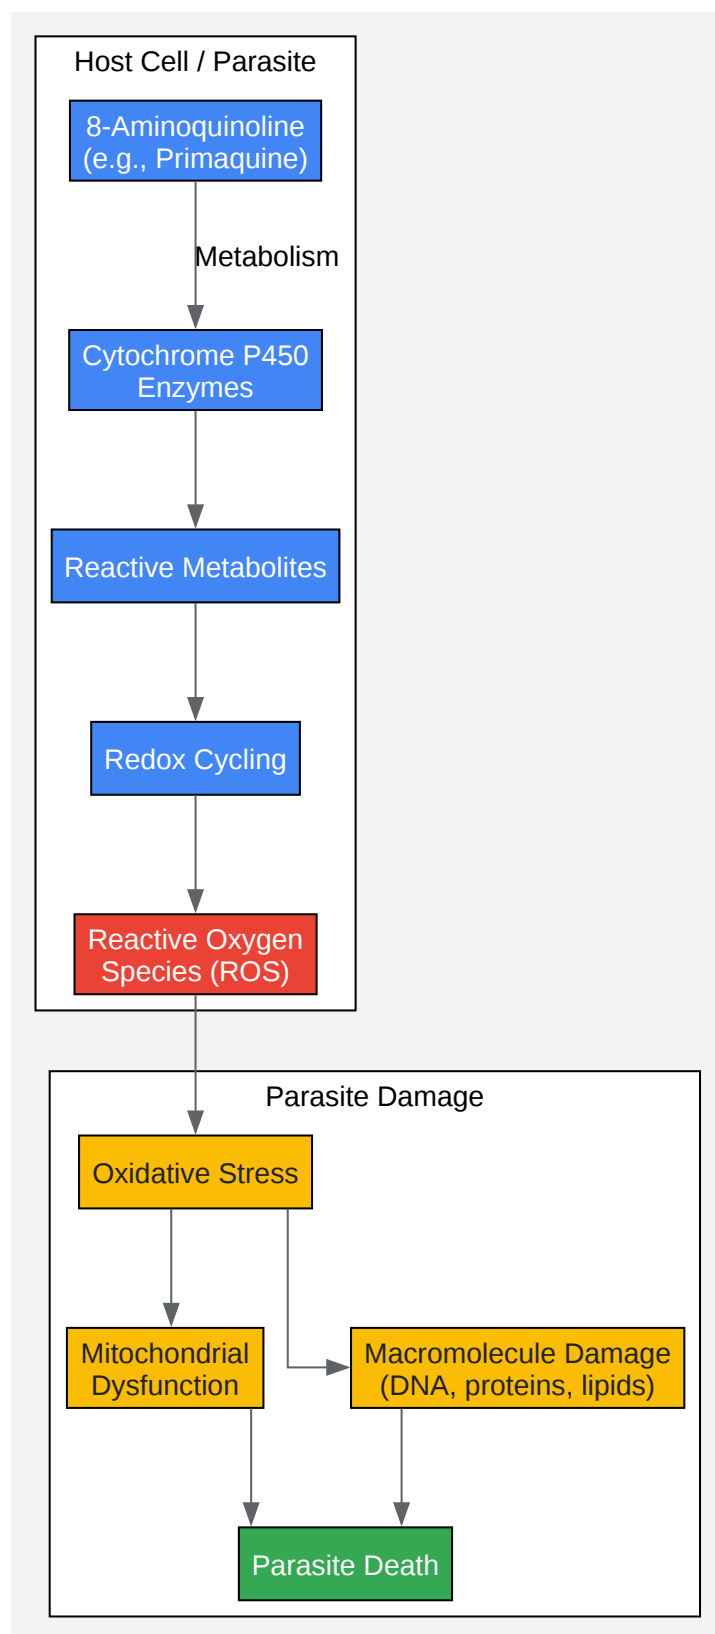 Host Cell / Parasite
8-Aminoquinoline
(e.g., Primaquine)
Metabolism
Cytochrome P450
Enzymes
Reactive Metabolites
Redox Cycling
Reactive Oxygen
Species (ROS)
Parasite Damage
Oxidative Stress
Mitochondrial
Dysfunction
Macromolecule Damage
(DNA, proteins, lipids)
Parasite Death